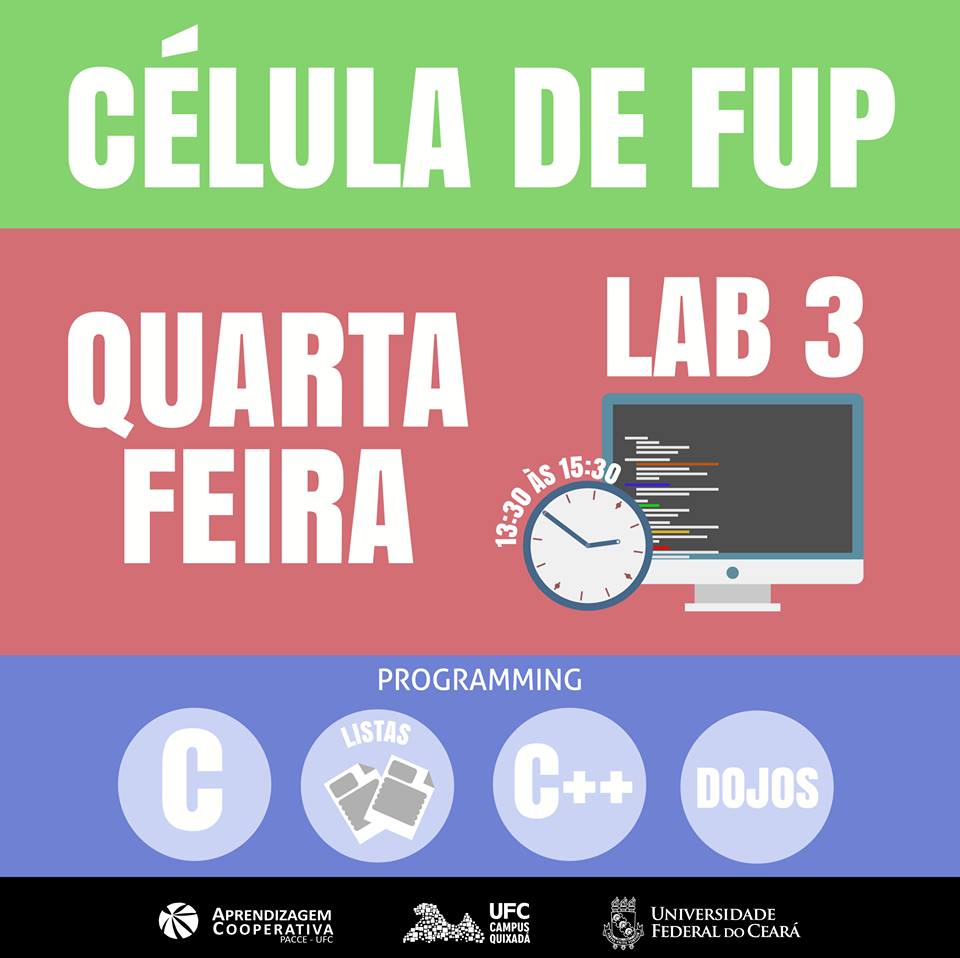 CÉLULA DE FUP
QUARTA
FEIRA
LAB 3
13:30 ÀS 15:30
PROGRAMMING
C
LISTAS
C++
DOJOS
APRENDIZAGEM
COOPERATIVA
PACCE - UFC
UFC
CAMPUS
QUIXADÁ
UNIVERSIDADE
FEDERAL DO CEARÁ